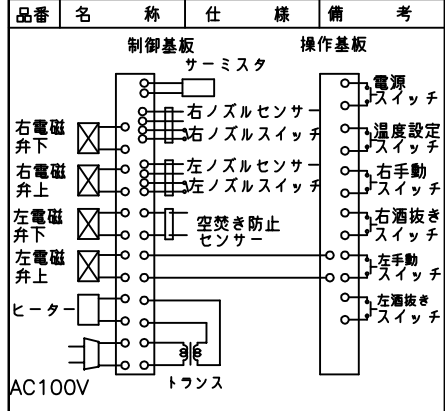 品番 名 称 仕 様 備 考
制御基板
操作基板
サーミスタ
右ノズルセンサー
右ノズルスイッチ
左ノズルセンサー
左ノズルスイッチ
空焚き防止
センサー
右電磁
弁下
右電磁
弁上
左電磁
弁下
左電磁
弁上
ヒーター
AC100V
トランス
電源
スイッチ
温度設定
スイッチ
右手動
スイッチ
右酒抜き
スイッチ
左手動
スイッチ
左酒抜き
スイッチ